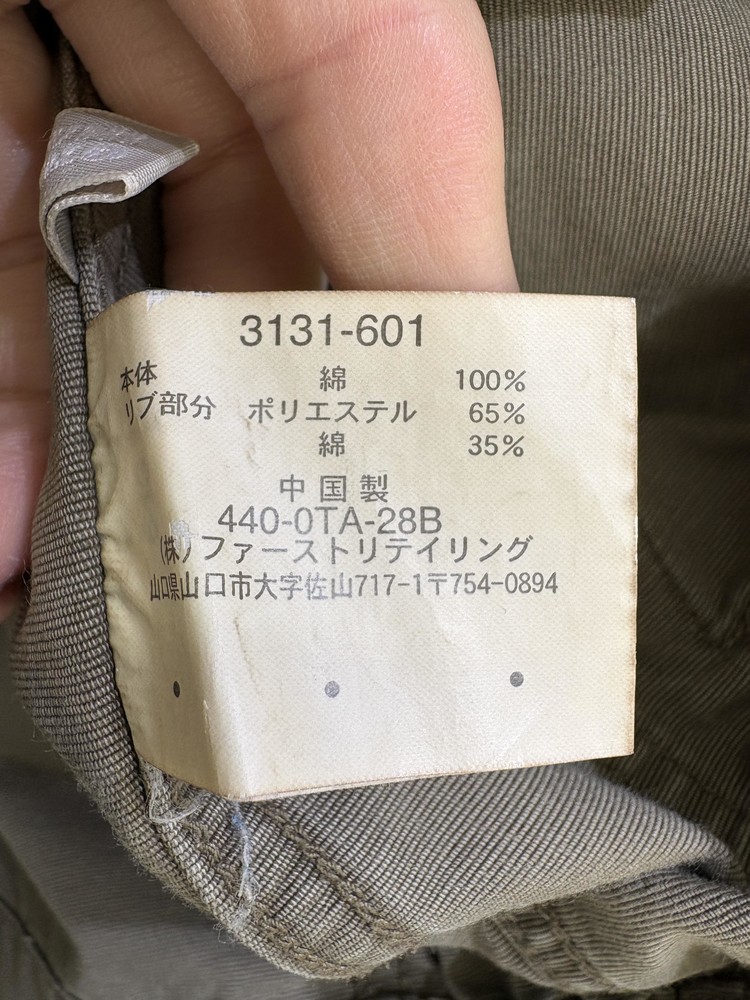 3131-601
本体 綿 100%
リブ部分 ポリエステル 65%
綿 35%
中国製
440-0TA-28B
(株)ファーストリテイリング
山口県山口市大字佐山717-1〒754-0894